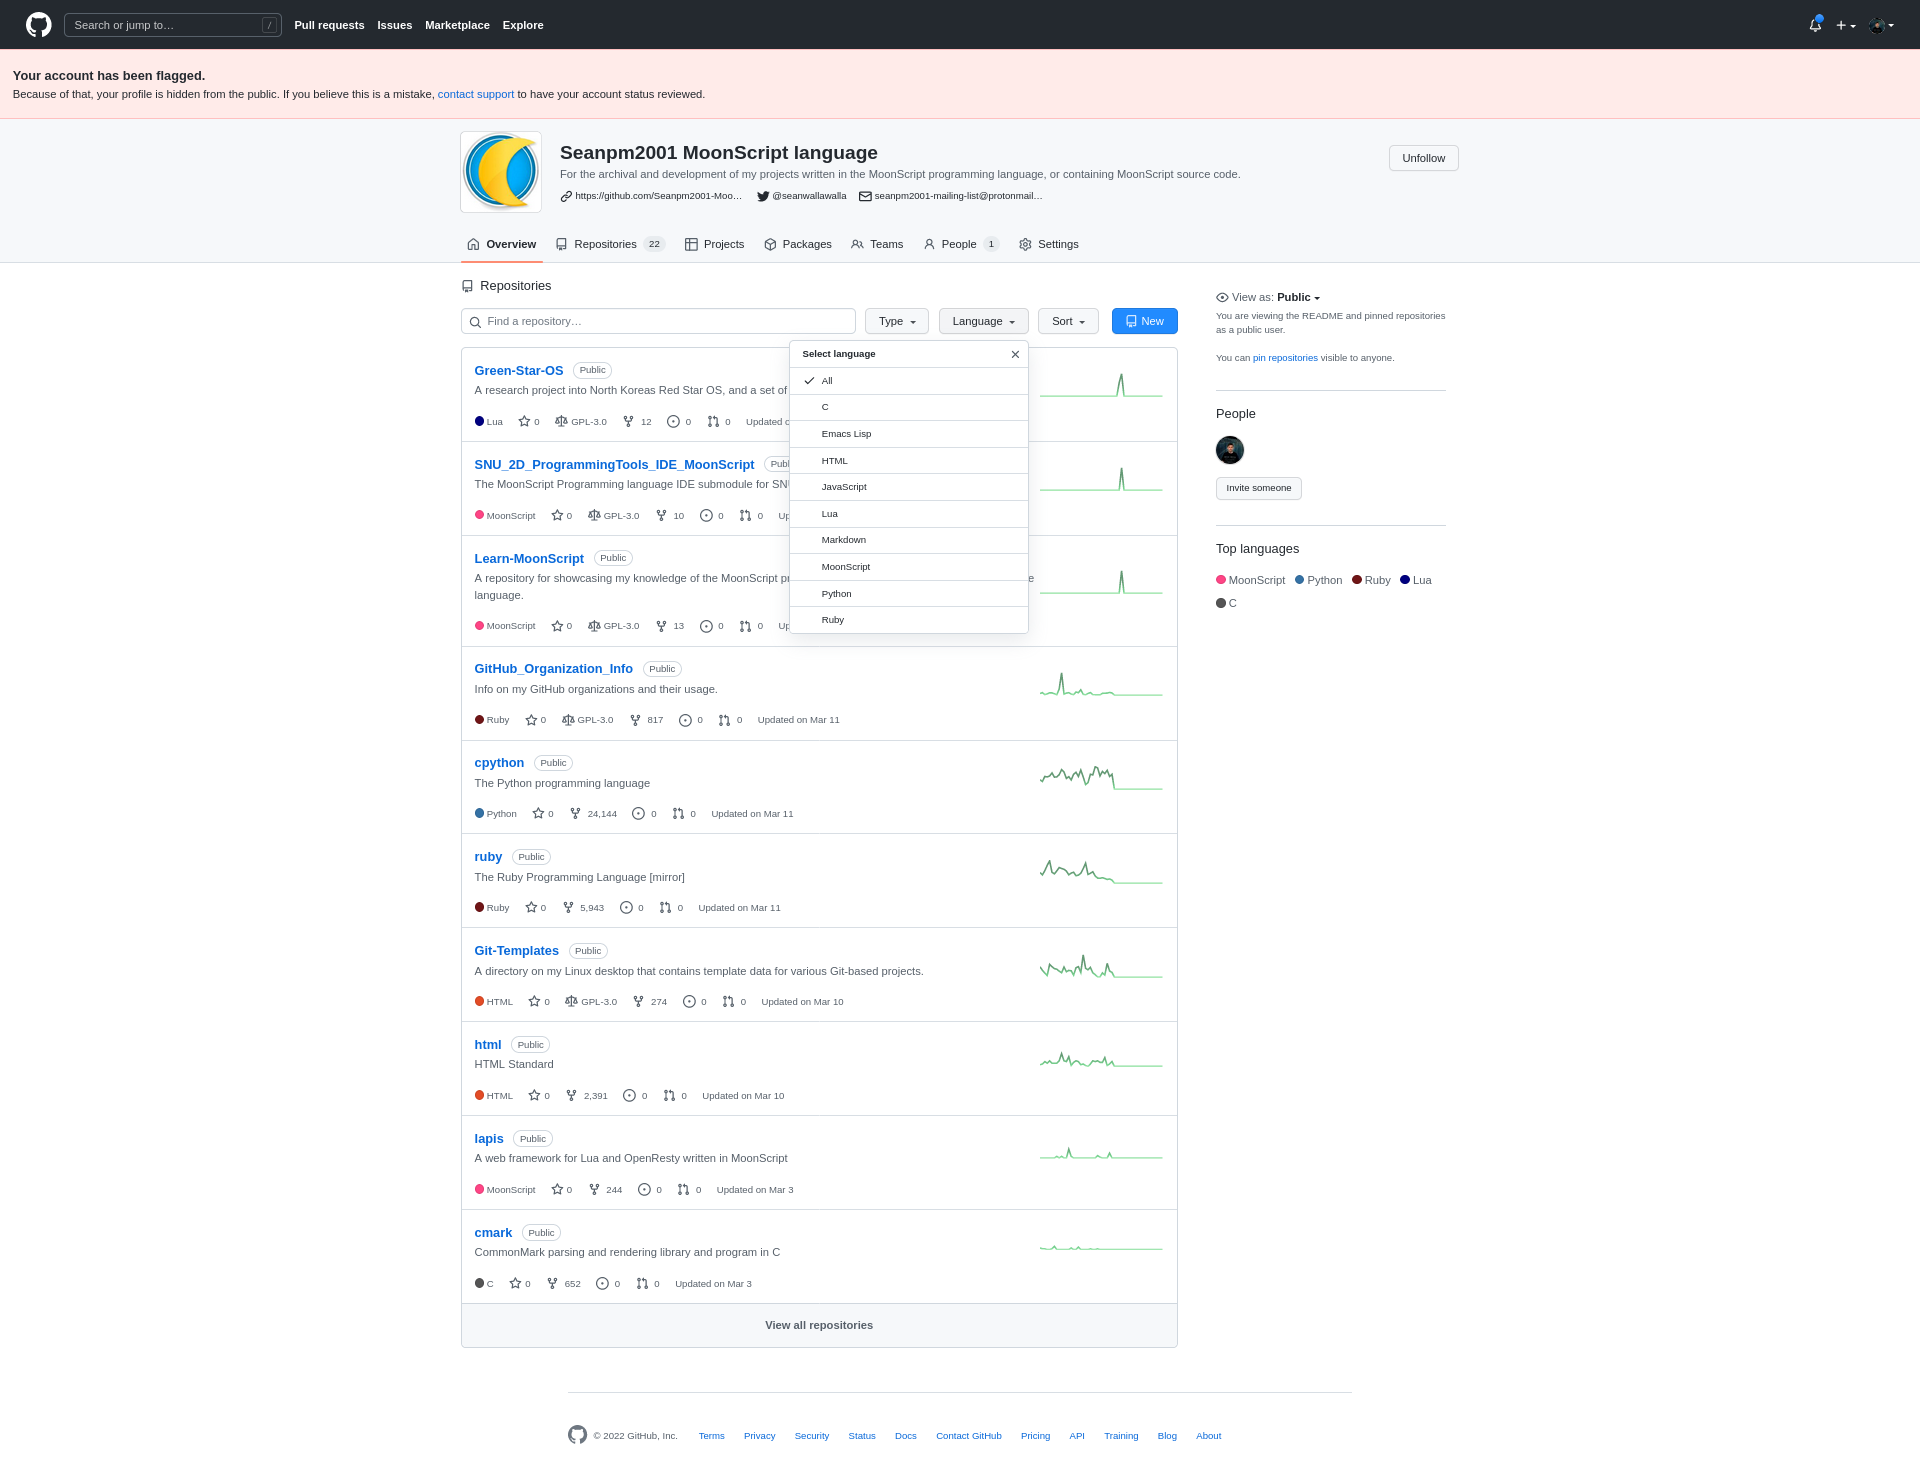 Search or jump to… /
Pull requests Issues Marketplace Explore
Your account has been flagged.
Because of that, your profile is hidden from the public. If you believe this is a mistake, contact support to have your account status reviewed.
Seanpm2001 MoonScript language
Unfollow
For the archival and development of my projects written in the MoonScript programming language, or containing MoonScript source code.
https://github.com/Seanpm2001-Moo… @seanwallawalla seanpm2001-mailing-list@protonmail…
Overview Repositories 22 Projects Packages Teams People 1 Settings
Repositories
Find a repository… Type Language Sort New
Select language
All
C
Emacs Lisp
HTML
JavaScript
Lua
Markdown
MoonScript
Python
Ruby
Green-Star-OS Public
A research project into North Koreas Red Star OS, and a set of
Lua 0 GPL-3.0 12 0 0 Updated
SNU_2D_ProgrammingTools_IDE_MoonScript
The MoonScript Programming language IDE submodule for
MoonScript 0 GPL-3.0 10 0 0
Learn-MoonScript Public
A repository for showcasing my knowledge of the MoonScript
language.
MoonScript 0 GPL-3.0 13 0 0
GitHub_Organization_Info Public
Info on my GitHub organizations and their usage.
Ruby 0 GPL-3.0 817 0 0 Updated on Mar 11
cpython Public
The Python programming language
Python 0 24,144 0 0 Updated on Mar 11
ruby Public
The Ruby Programming Language [mirror]
Ruby 0 5,943 0 0 Updated on Mar 11
Git-Templates Public
A directory on my Linux desktop that contains template data for various Git-based projects.
HTML 0 GPL-3.0 274 0 0 Updated on Mar 10
html Public
HTML Standard
HTML 0 2,391 0 0 Updated on Mar 10
lapis Public
A web framework for Lua and OpenResty written in MoonScript
MoonScript 0 244 0 0 Updated on Mar 3
cmark Public
CommonMark parsing and rendering library and program in C
C 0 652 0 0 Updated on Mar 3
View all repositories
View as: Public
You are viewing the README and pinned repositories
as a public user.
You can pin repositories visible to anyone.
People
Invite someone
Top languages
MoonScript Python Ruby Lua
C
© 2022 GitHub, Inc. Terms Privacy Security Status Docs Contact GitHub Pricing API Training Blog About